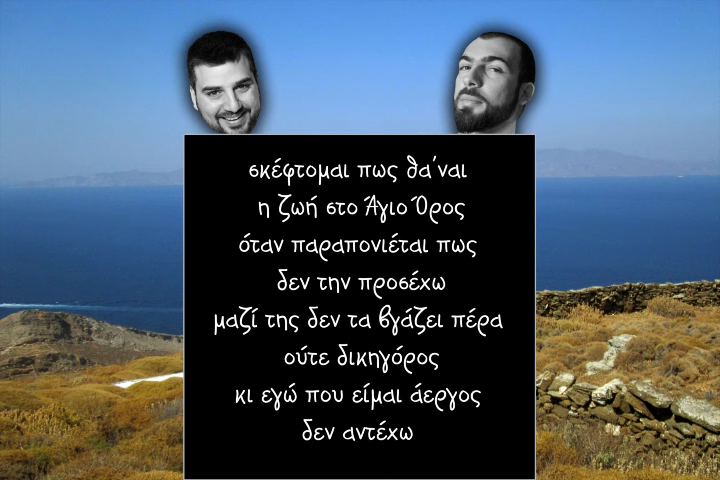 σκέφτομαι πως θα'ναι
η ζωή στο Άγιο Όρος
όταν παραπονιέται πως
δεν την προσέχω
μαζί της δεν τα βγάζει πέρα
ούτε δικηγόρος
κι εγώ που είμαι άεργος
δεν αντέχω